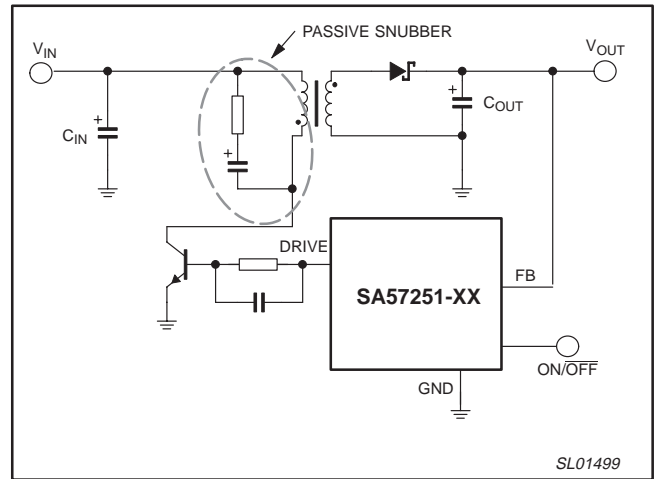 PASSIVE SNUBBER
VIN
VOUT
+
CIN
+
+
COUT
DRIVE
FB
SA57251-XX
ON/OFF
GND
SL01499